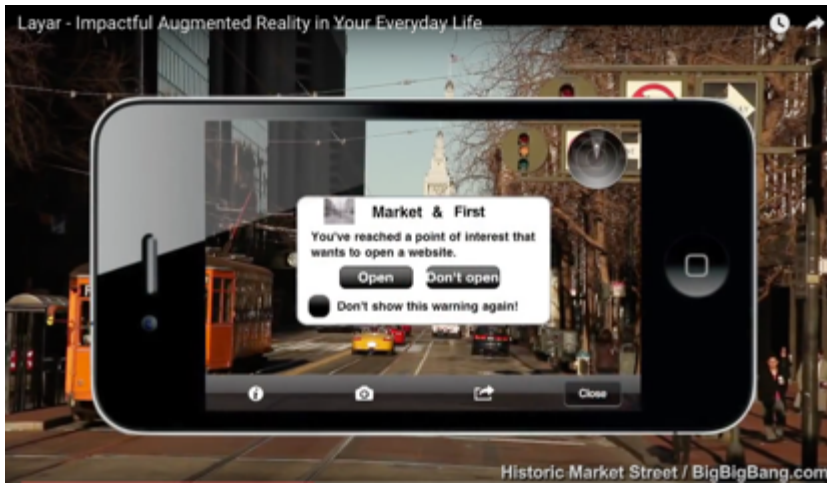 Layar - Impactful Augmented Reality in Your Everyday Life
Market & First
You've reached a point of interest that
wants to open a website.
Open
Don't open
Don't show this warning again!
Close
Historic Market Street / BigBigBang.com